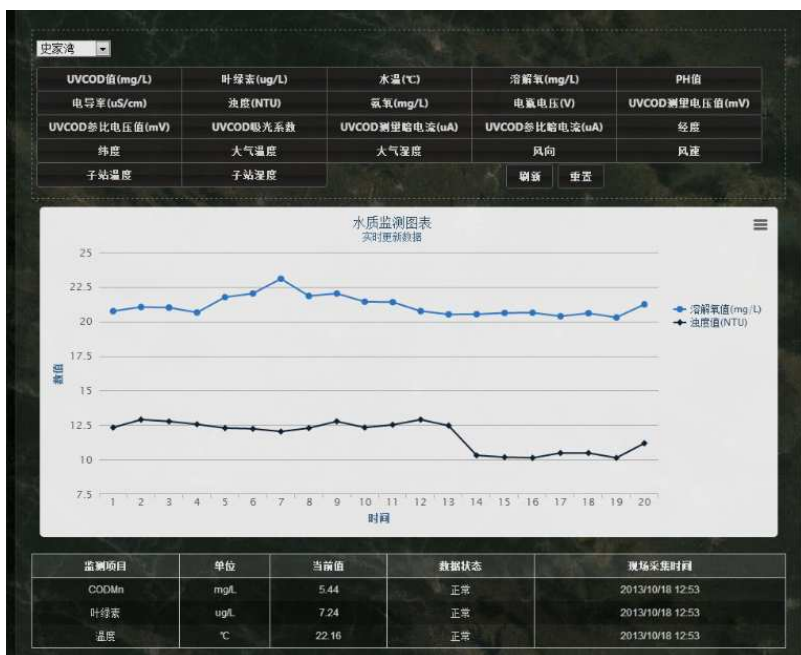 史家湾
UVCOD值(mg/L) 叶绿素(ug/L) 水温(℃) 溶解氧(mg/L) PH值
电导率(uS/cm) 浊度(NTU) 氨氮(mg/L) 电瓶电压(V) UVCOD测量电压值(mV)
UVCOD参比电压值(mV) UVCOD吸光系数 UVCOD测量暗电流(uA) UVCOD参比暗电流(uA) 经度
纬度 大气温度 大气湿度 风向 风速
子站温度 子站湿度 刷新 重置
水质监测图表
实时更新数据
25
22.5
20
17.5
15
12.5
10
7.5
数值
溶解氧值(mg/L)
浊度值(NTU)
1 2 3 4 5 6 7 8 9 10 11 12 13 14 15 16 17 18 19 20
时间
监测项目 单位 当前值 数据状态 现场采集时间
CODMn mg/L 5.44 正常 2013/10/18 12:53
叶绿素 ug/L 7.24 正常 2013/10/18 12:53
温度 ℃ 22.16 正常 2013/10/18 12:53